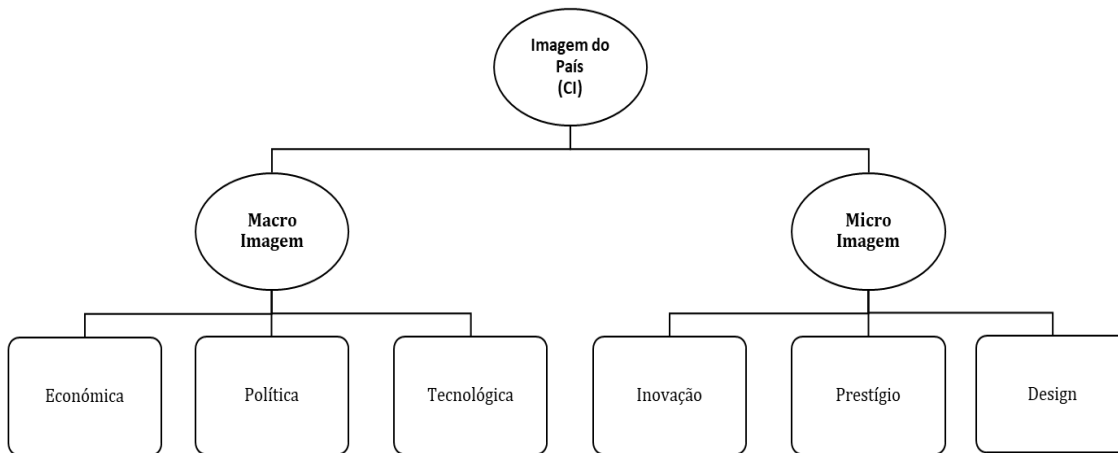 Imagem do
País
(CI)
Macro
Imagem
Micro
Imagem
Económica
Política
Tecnológica
Inovação
Prestígio
Design